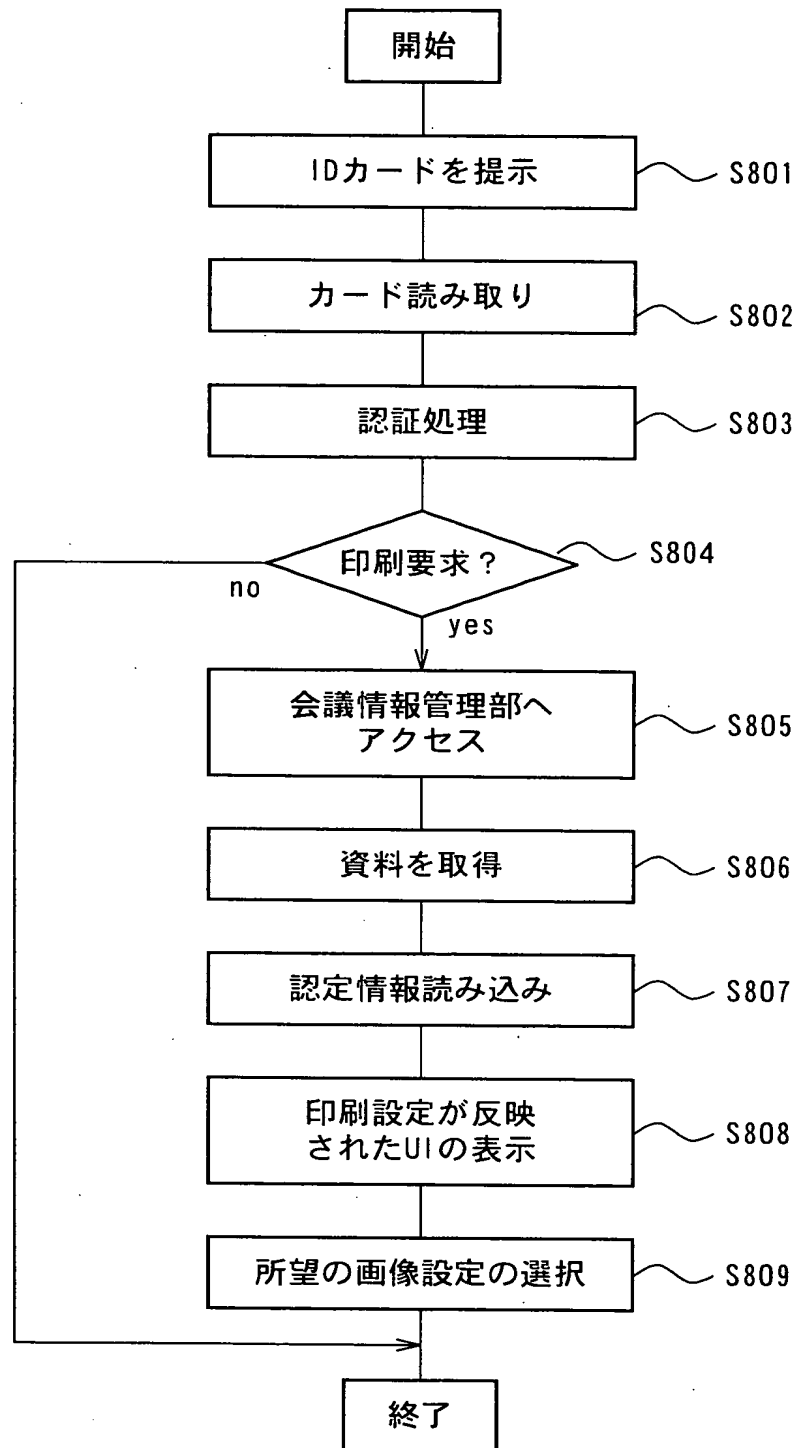 開始
IDカードを提示
S801
カード読み取り
S802
認証処理
S803
印刷要求?
S804
no
yes
会議情報管理部へ
アクセス
S805
資料を取得
S806
認定情報読み込み
S807
印刷設定が反映
されたUIの表示
S808
所望の画像設定の選択
S809
終了